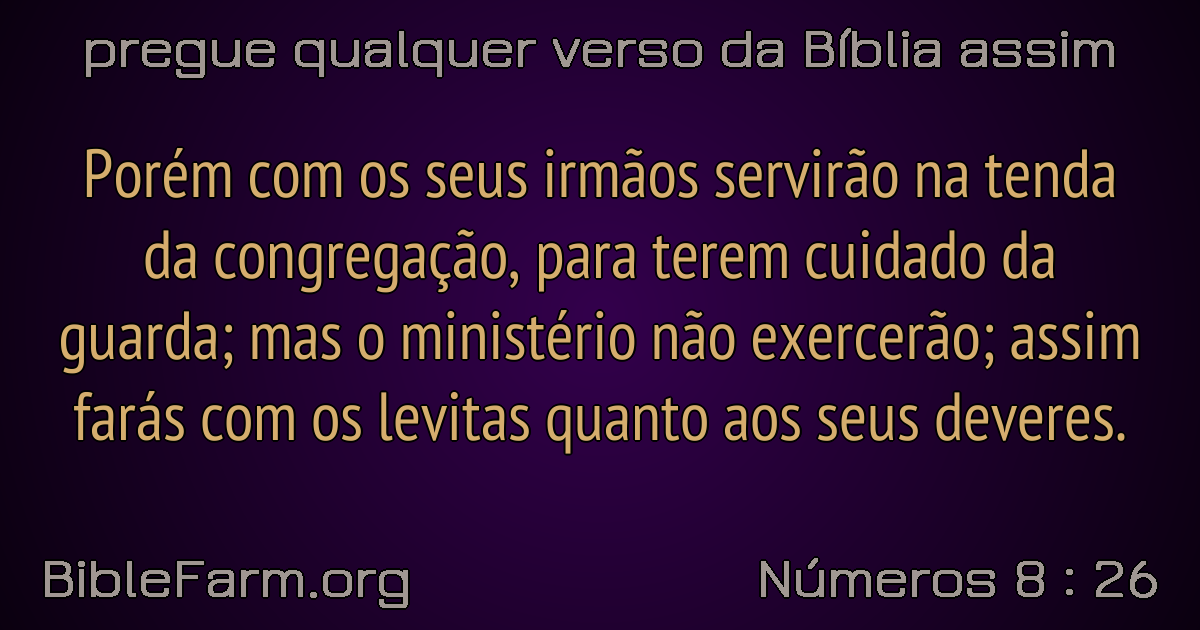 pregue qualquer verso da Bíblia assim
Porém com os seus irmãos servirão na tenda
da congregação, para terem cuidado da
guarda; mas o ministério não exercerão; assim
farás com os levitas quanto aos seus deveres.
BibleFarm.org
Números 8 : 26